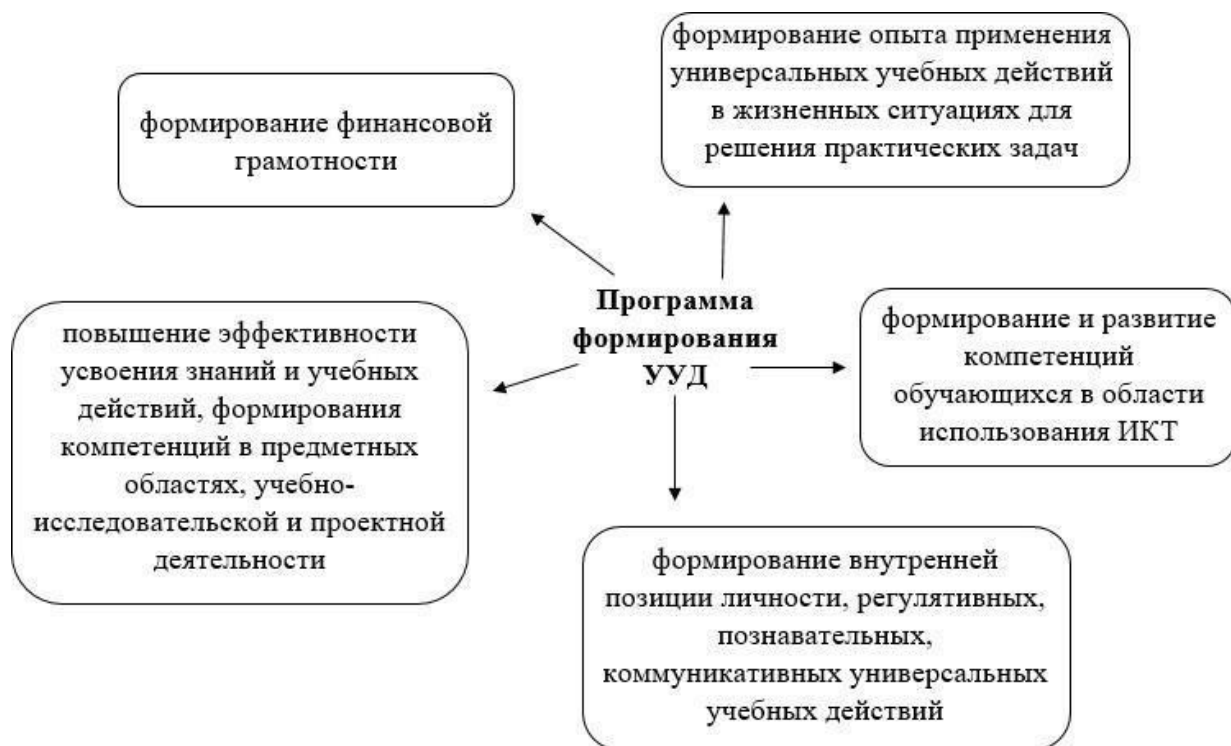 формирование опыта применения
универсальных учебных действий
в жизненных ситуациях для
решения практических задач
формирование финансовой
грамотности
Программа
формирования
УУД
повышение эффективности
усвоения знаний и учебных
действий, формирования
компетенций в предметных
областях, учебно-
исследовательской и проектной
деятельности
формирование и развитие
компетенций
обучающихся в области
использования ИКТ
формирование внутренней
позиции личности, регулятивных,
познавательных,
коммуникативных универсальных
учебных действий